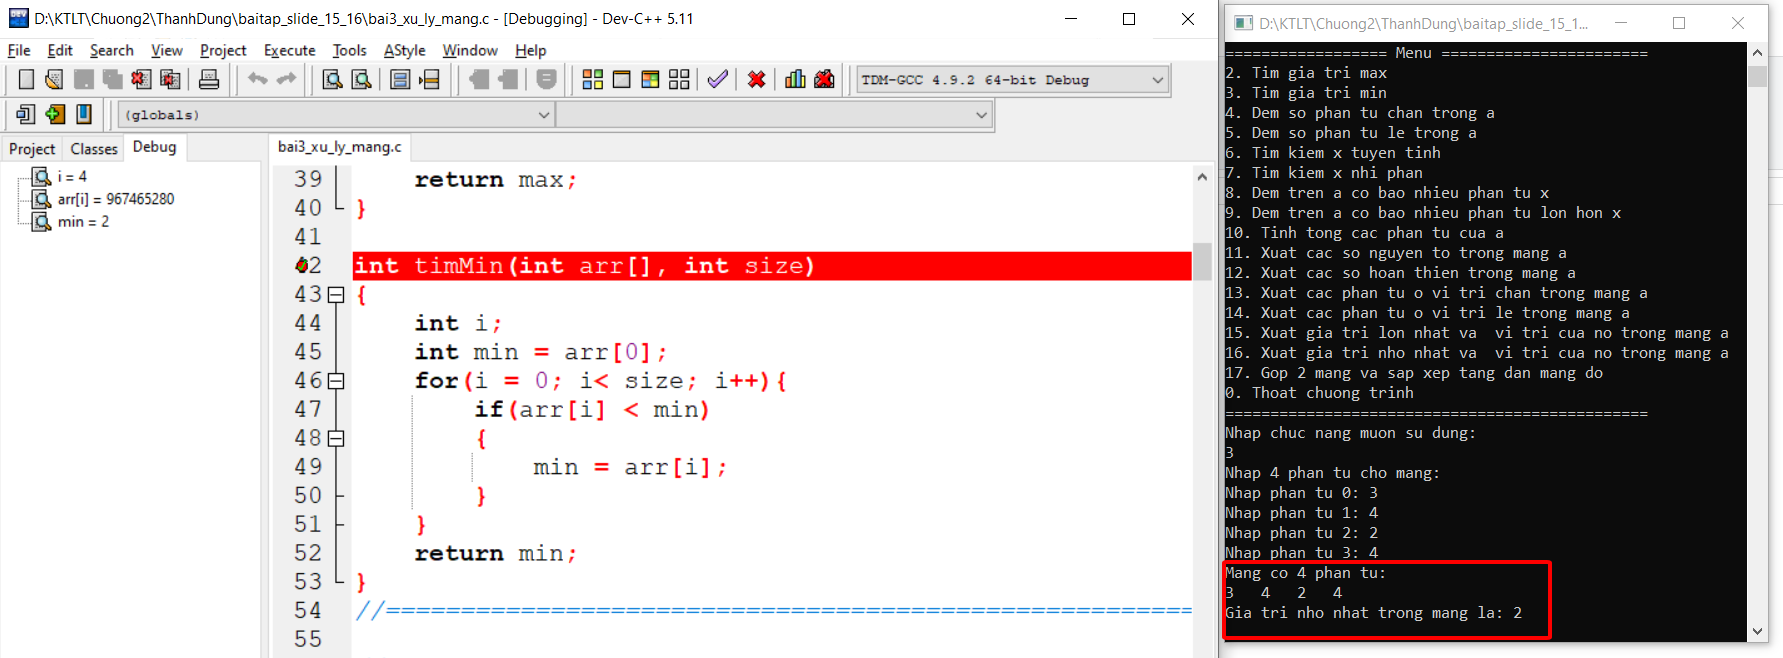 D:\KTLT\Chuong2\ThanhDung\baitap_slide_15_16\bai3_xu_ly_mang.c - [Debugging] - Dev-C++ 5.11
File Edit Search View Project Execute Tools AStyle Window Help
TDM-GCC 4.9.2 64-bit Debug
(globals)
Project Classes Debug
bai3_xu_ly_mang.c
i = 4
arr[i] = 967465280
min = 2
39 return max;
40 }
41
42 int timMin(int arr[], int size)
43 {
44 int i;
45 int min = arr[0];
46 for(i = 0; i< size; i++){
47 if(arr[i] < min)
48 {
49 min = arr[i];
50 }
51 }
52 return min;
53 }
54 //======================================================
55
D:\KTLT\Chuong2\ThanhDung\baitap_slide_15_1...
================== Menu =======================
2. Tim gia tri max
3. Tim gia tri min
4. Dem so phan tu chan trong a
5. Dem so phan tu le trong a
6. Tim kiem x tuyen tinh
7. Tim kiem x nhi phan
8. Dem tren a co bao nhieu phan tu x
9. Dem tren a co bao nhieu phan tu lon hon x
10. Tinh tong cac phan tu cua a
11. Xuat cac so nguyen to trong mang a
12. Xuat cac so hoan thien trong mang a
13. Xuat cac phan tu o vi tri chan trong mang a
14. Xuat cac phan tu o vi tri le trong mang a
15. Xuat gia tri lon nhat va  vi tri cua no trong mang a
16. Xuat gia tri nho nhat va  vi tri cua no trong mang a
17. Gop 2 mang va sap xep tang dan mang do
0. Thoat chuong trinh
===============================================
Nhap chuc nang muon su dung:
3
Nhap 4 phan tu cho mang:
Nhap phan tu 0: 3
Nhap phan tu 1: 4
Nhap phan tu 2: 2
Nhap phan tu 3: 4
Mang co 4 phan tu:
3   4   2   4
Gia tri nho nhat trong mang la: 2